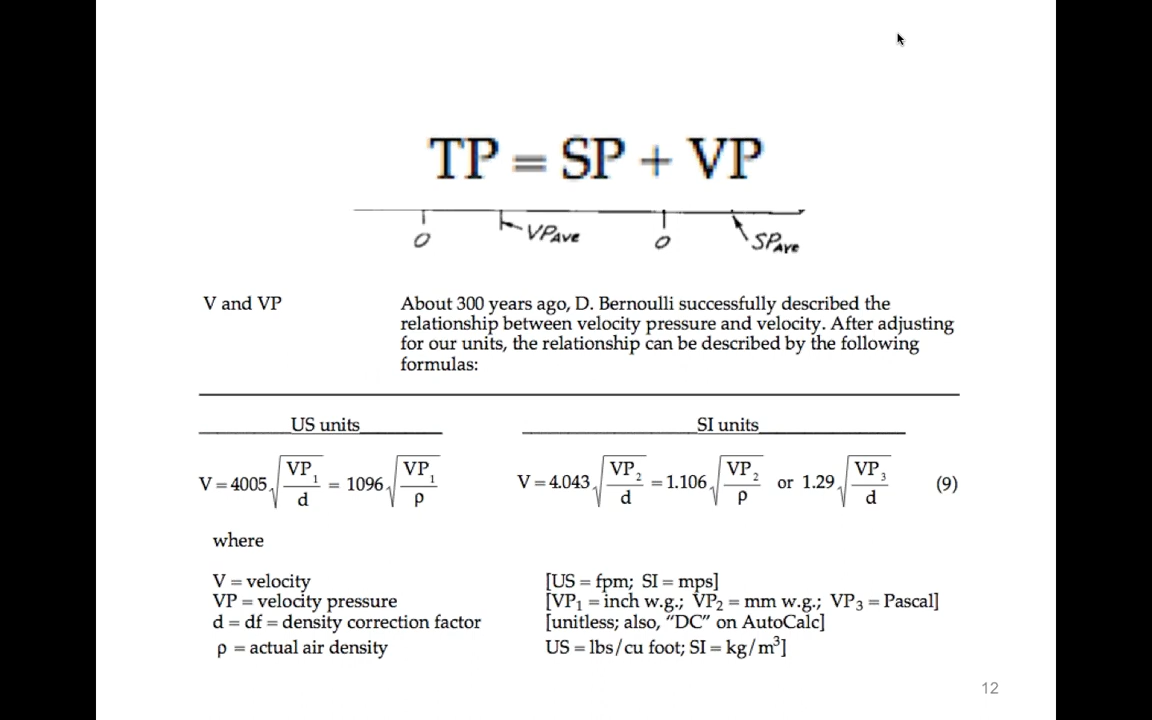 TP = SP + VP
0 VPAVE 0 SPAVE
V and VP
About 300 years ago, D. Bernoulli successfully described the
relationship between velocity pressure and velocity. After adjusting
for our units, the relationship can be described by the following
formulas:
US units SI units
V = 4005√(VP₁/d) = 1096√(VP₁/ρ) V = 4.043√(VP₂/d) = 1.106√(VP₂/ρ) or 1.29√(VP₃/d) (9)
where
V = velocity [US = fpm; SI = mps]
VP = velocity pressure [VP₁ = inch w.g.; VP₂ = mm w.g.; VP₃ = Pascal]
d = df = density correction factor [unitless; also, “DC” on AutoCalc]
ρ = actual air density US = lbs/cu foot; SI = kg/m³]
12